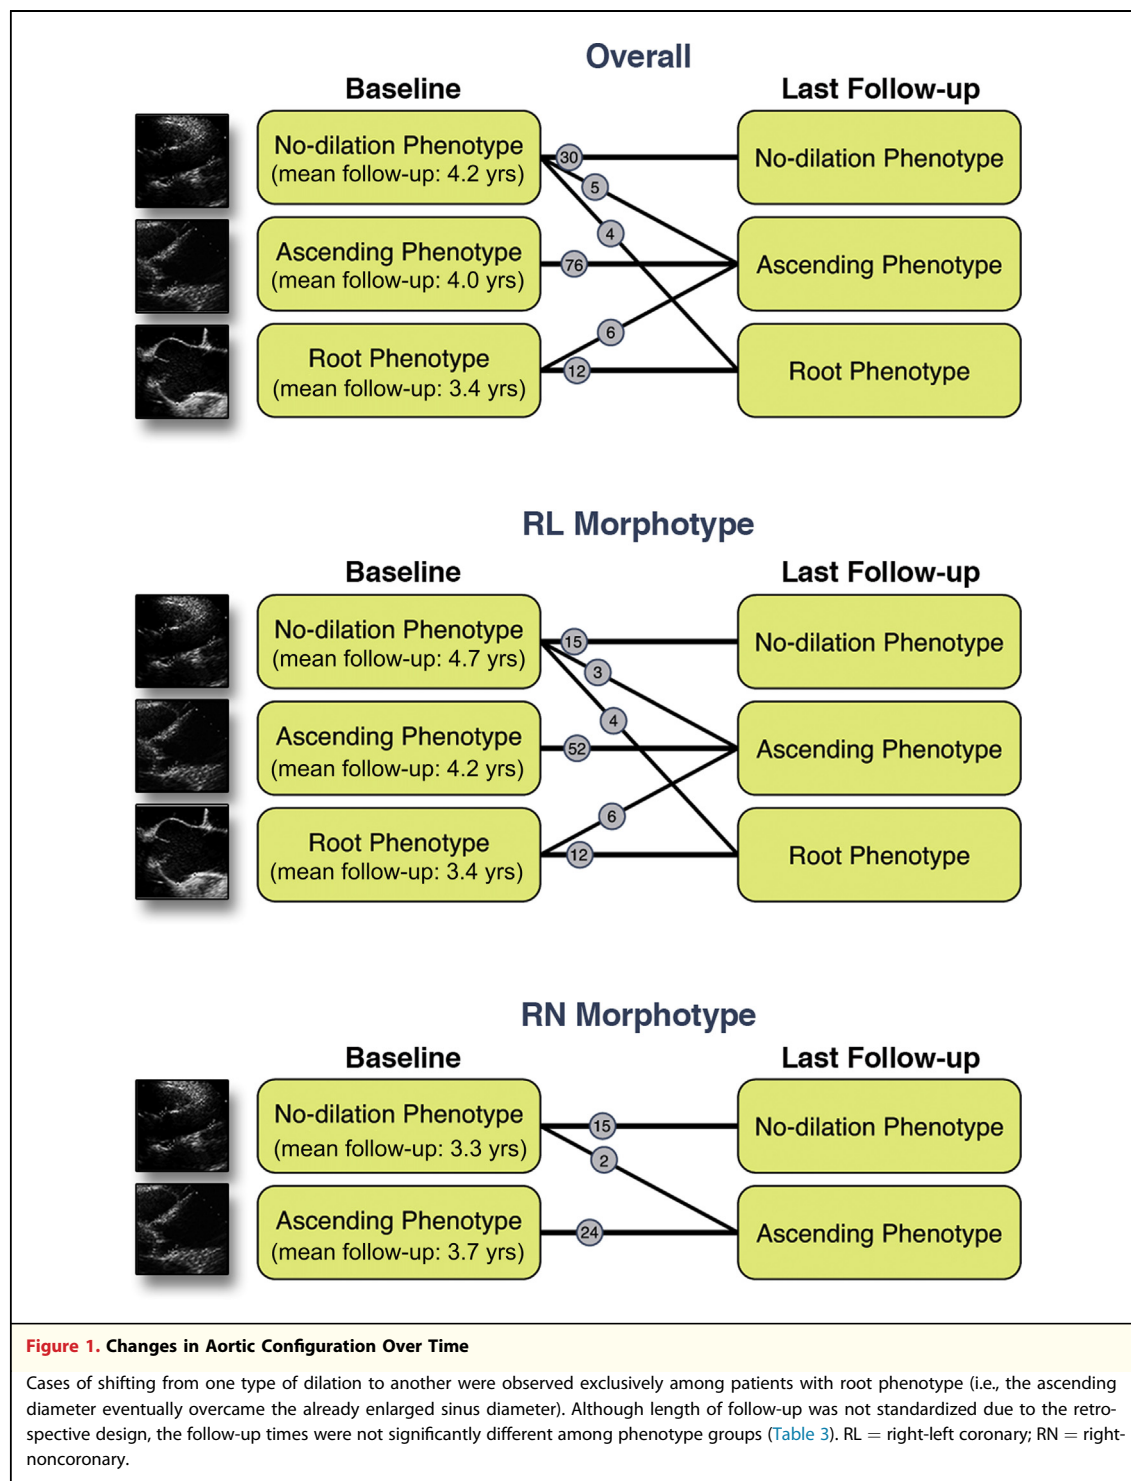 Overall
Baseline
Last Follow-up
No-dilation Phenotype
(mean follow-up: 4.2 yrs)
30
No-dilation Phenotype
5
4
Ascending Phenotype
(mean follow-up: 4.0 yrs)
76
Ascending Phenotype
6
Root Phenotype
(mean follow-up: 3.4 yrs)
12
Root Phenotype
RL Morphotype
Baseline
Last Follow-up
No-dilation Phenotype
(mean follow-up: 4.7 yrs)
15
No-dilation Phenotype
3
4
Ascending Phenotype
(mean follow-up: 4.2 yrs)
52
Ascending Phenotype
6
Root Phenotype
(mean follow-up: 3.4 yrs)
12
Root Phenotype
RN Morphotype
Baseline
Last Follow-up
No-dilation Phenotype
(mean follow-up: 3.3 yrs)
15
No-dilation Phenotype
2
Ascending Phenotype
(mean follow-up: 3.7 yrs)
24
Ascending Phenotype
Figure 1. Changes in Aortic Configuration Over Time
Cases of shifting from one type of dilation to another were observed exclusively among patients with root phenotype (i.e., the ascending
diameter eventually overcame the already enlarged sinus diameter). Although length of follow-up was not standardized due to the retro-
spective design, the follow-up times were not significantly different among phenotype groups (Table 3). RL = right-left coronary; RN = right-
noncoronary.